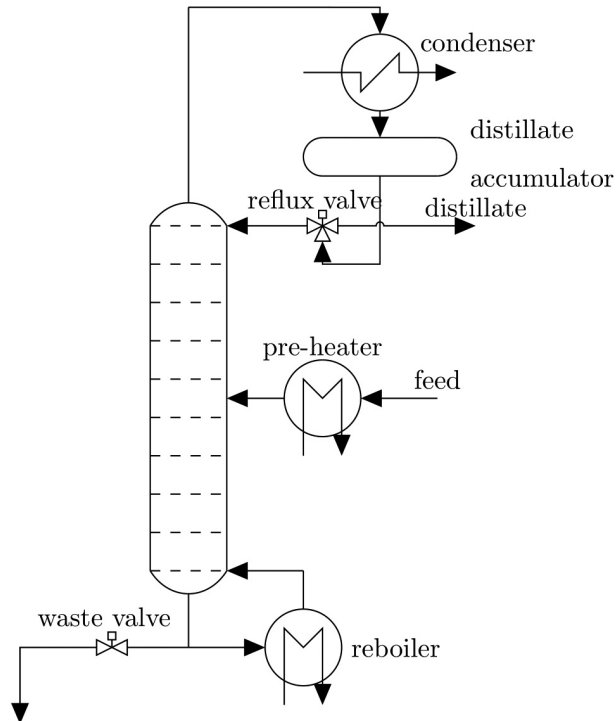 condenser
distillate
accumulator
reflux valve
distillate
pre-heater
feed
waste valve
reboiler